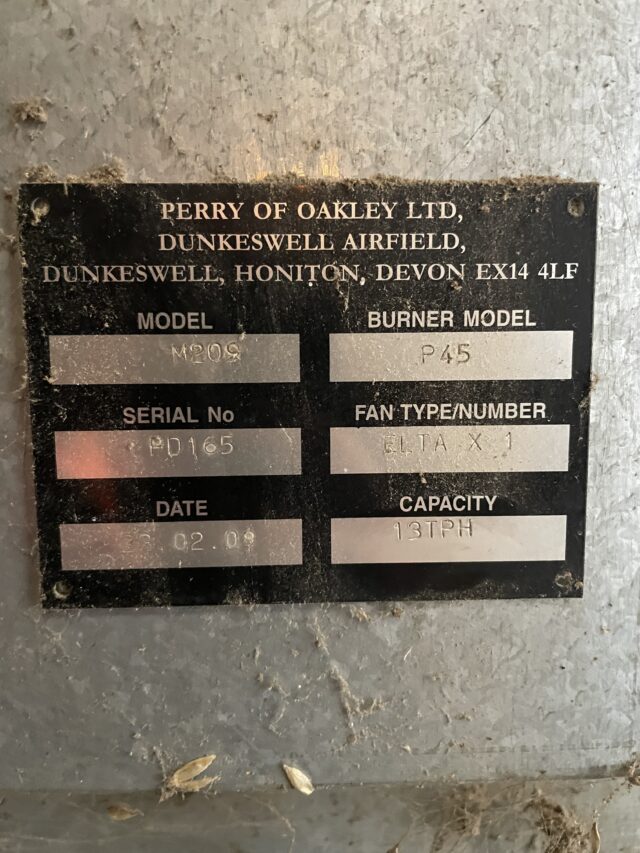 PERRY OF OAKLEY LTD,
DUNKESWELL AIRFIELD,
DUNKESWELL, HONITON, DEVON EX14 4LF
MODEL BURNER MODEL
M209 P45
SERIAL No FAN TYPE/NUMBER
PD165 ELTA X 1
DATE CAPACITY
13TPH